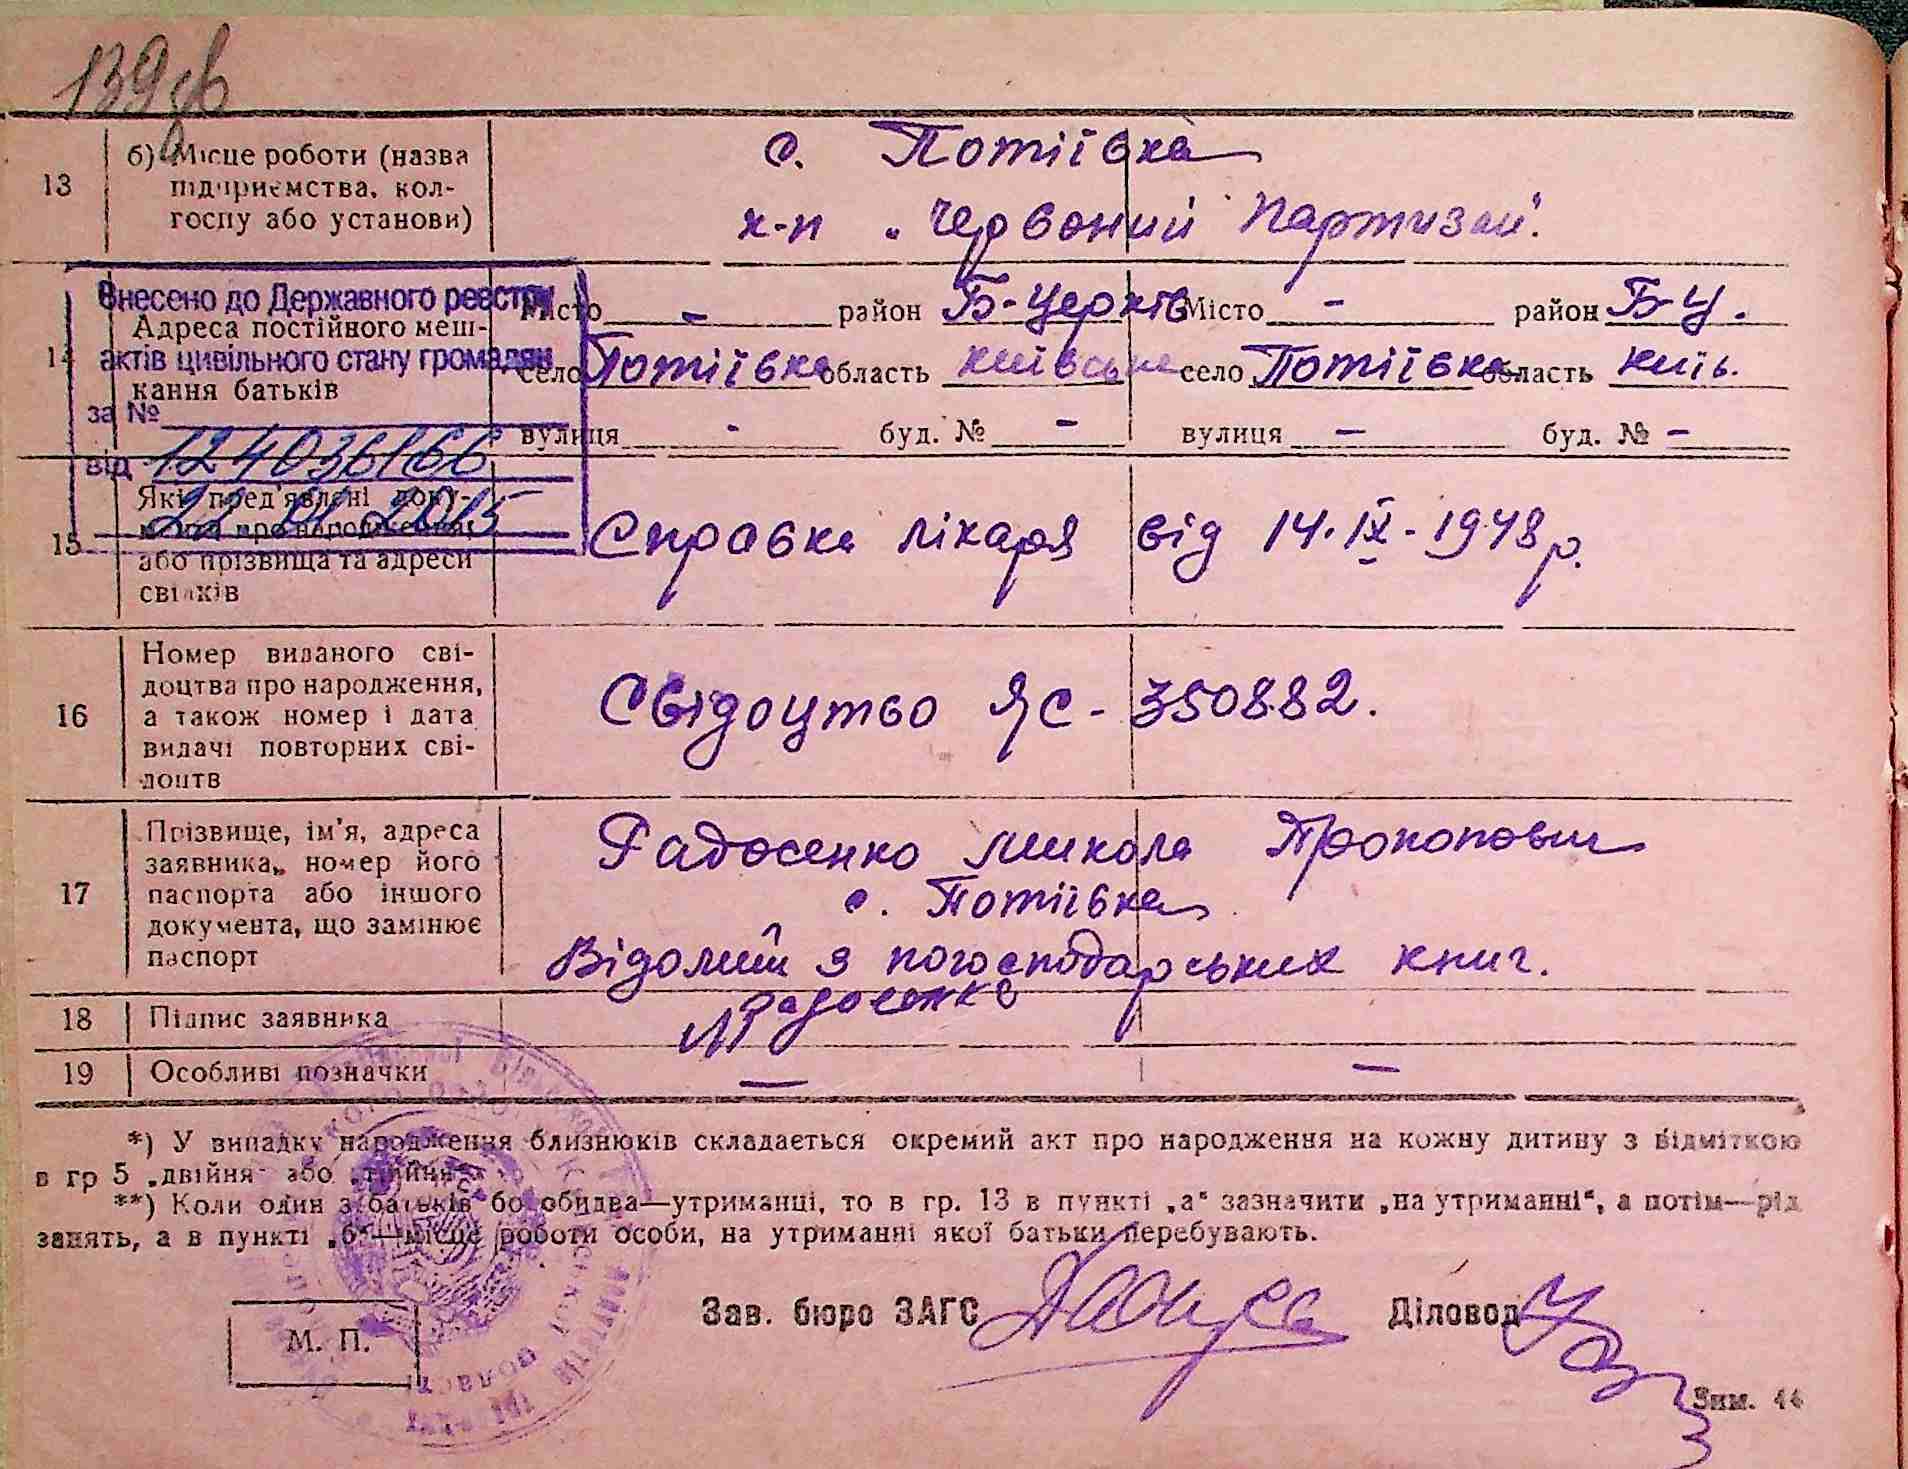 139
13
б) Місце роботи (назва підприємства, колгоспу або установи)
с. Потіївка
к-п „Червоний Партизан".
Внесено до Державного реєстру
актів цивільного стану громадян
за № 124036166
від 2015
14
Адреса постійного мешкання батьків
Місто – район Б-Церків Місто – район Б-Ц.
село Потіївка область київська село Потіївка область київ.
вулиця - буд. № – вулиця – буд. № –
15
Які пред'явлені про народження, або прізвища та адреси свідків
Справка лікаря від 14.IX-1948 р.
16
Номер виданого свідоцтва про народження, а також номер і дата видачі повторних свідоцтв
Свідоцтво ЯС-350882.
17
Прізвище, ім'я, адреса заявника, номер його паспорта або іншого документа, що замінює паспорт
Радосенко Микола Прокопович
с. Потіївка
Відомий з погосподарських книг.
18 Підпис заявника
Радосенко
19 Особливі позначки – –
*) У випадку народження близнюків складається окремий акт про народження на кожну дитину з відміткою
в гр 5 „двійня" або „трійня".
**) Коли один з батьків бо обидва—утриманці, то в гр. 13 в пункті „а" зазначити „на утриманні", а потім—рід
занять, а в пункті „б"—місце роботи особи, на утриманні якої батьки перебувають.
Зав. бюро ЗАГС Діловод
М. П.
Зим. 44